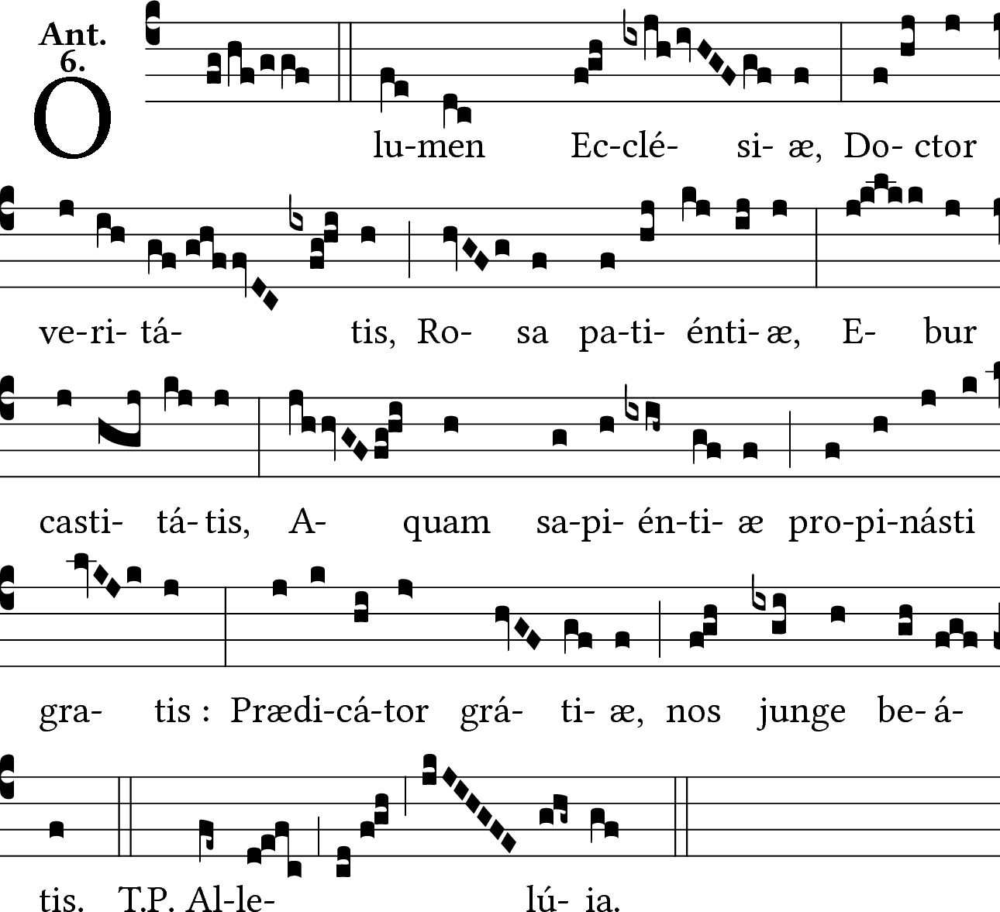 Ant.
6.
O lu-men Ec-clé- si- æ, Do- ctor
ve-ri- tá- tis, Ro- sa pa-ti- énti- æ, E- bur
casti- tá- tis, A- quam sa-pi- én-ti- æ pro-pi-násti
gra- tis : Prædi-cá-tor grá- ti- æ, nos junge be- á-
tis. T.P. Al-le- lú- ia.